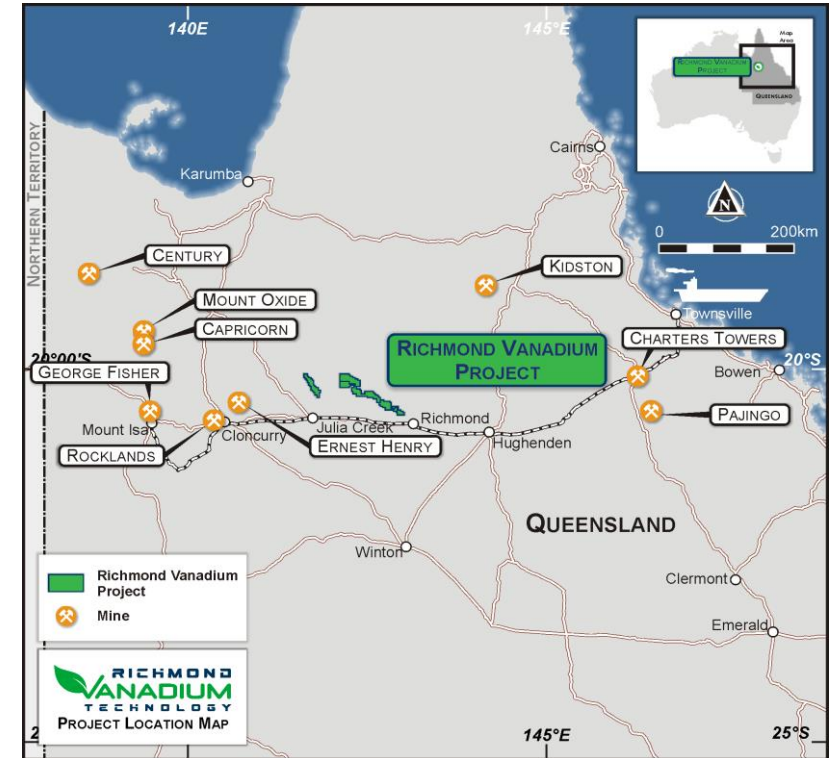 140E
145°E
Map
Area
RICHMOND VANADIUM
PROJECT
QUEENSLAND
NORTHERN TERRITORY
Karumba
Cairns
N
0 200km
CENTURY
KIDSTON
MOUNT OXIDE
CAPRICORN
Townsville
RICHMOND VANADIUM
PROJECT
CHARTERS TOWERS
20°00'S
20°S
GEORGE FISHER
Bowen
Mount Isa
Cloncurry
Julia Creek
Richmond
PAJINGO
ROCKLANDS
ERNEST HENRY
Hughenden
QUEENSLAND
Winton
Clermont
Emerald
Richmond Vanadium
Project
Mine
RICHMOND
VANADIUM
TECHNOLOGY
PROJECT LOCATION MAP
145°E
25°S